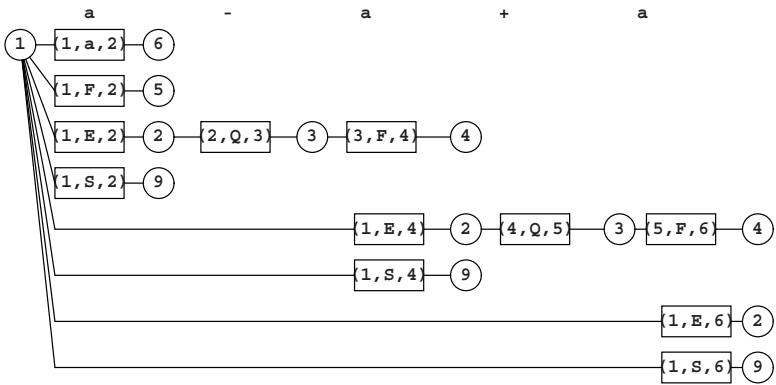 a - a + a
1 (1,a,2) 6
(1,F,2) 5
(1,E,2) 2 (2,Q,3) 3 (3,F,4) 4
(1,S,2) 9
(1,E,4) 2 (4,Q,5) 3 (5,F,6) 4
(1,S,4) 9
(1,E,6) 2
(1,S,6) 9